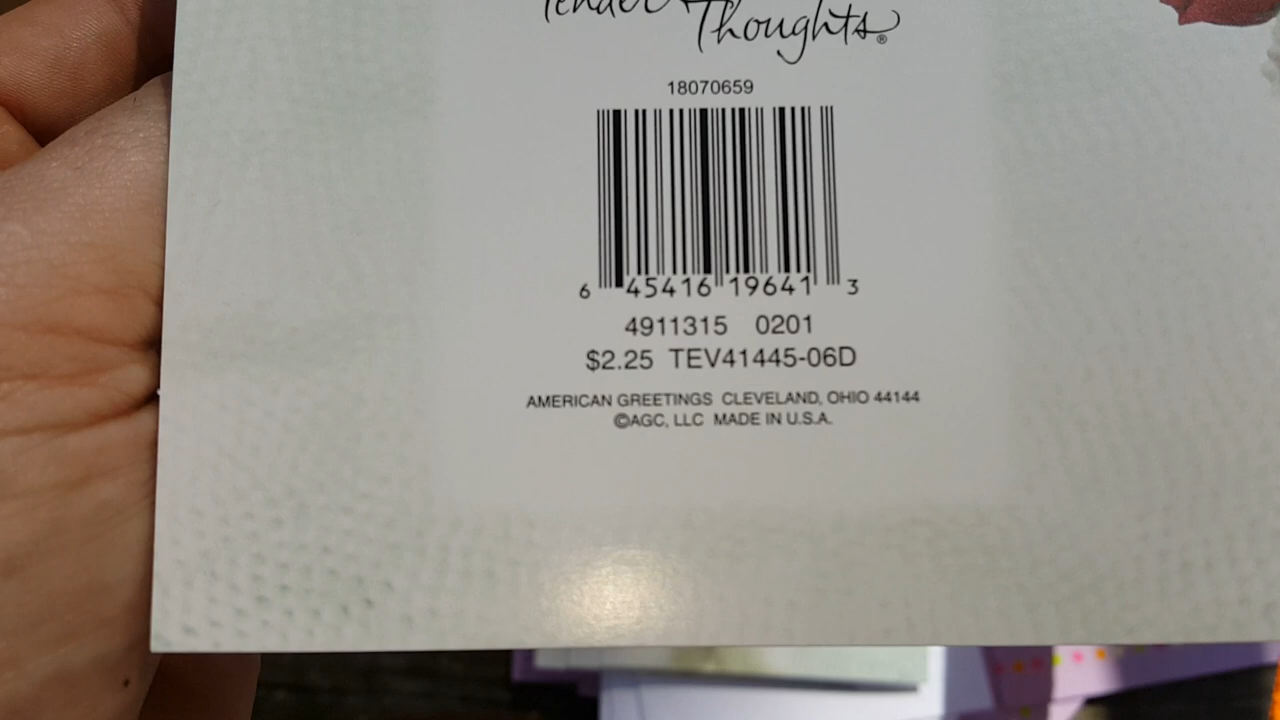 Tender
Thoughts®
18070659
6 45416 19641 3
4911315 0201
$2.25 TEV41445-06D
AMERICAN GREETINGS CLEVELAND, OHIO 44144
©AGC, LLC MADE IN U.S.A.